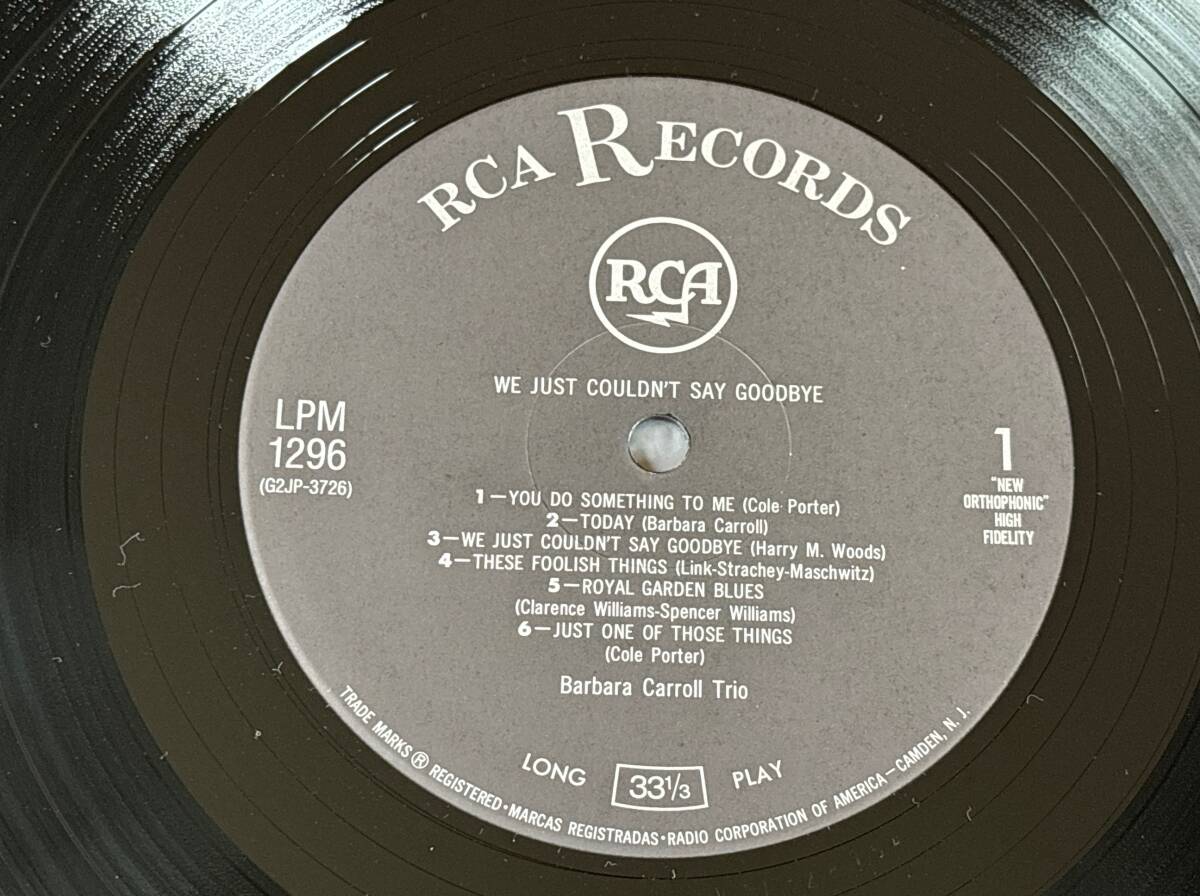 RCA RECORDS
RCA
WE JUST COULDN'T SAY GOODBYE
LPM
1296
(G2JP-3726)
1
"NEW
ORTHOPHONIC"
HIGH
FIDELITY
1—YOU DO SOMETHING TO ME (Cole Porter)
2—TODAY (Barbara Carroll)
3—WE JUST COULDN'T SAY GOODBYE (Harry M. Woods)
4—THESE FOOLISH THINGS (Link-Strachey-Maschwitz)
5—ROYAL GARDEN BLUES
(Clarence Williams-Spencer Williams)
6—JUST ONE OF THOSE THINGS
(Cole Porter)
Barbara Carroll Trio
LONG 33⅓ PLAY
TRADE MARKS ® REGISTERED • MARCAS REGISTRADAS • RADIO CORPORATION OF AMERICA—CAMDEN, N. J.